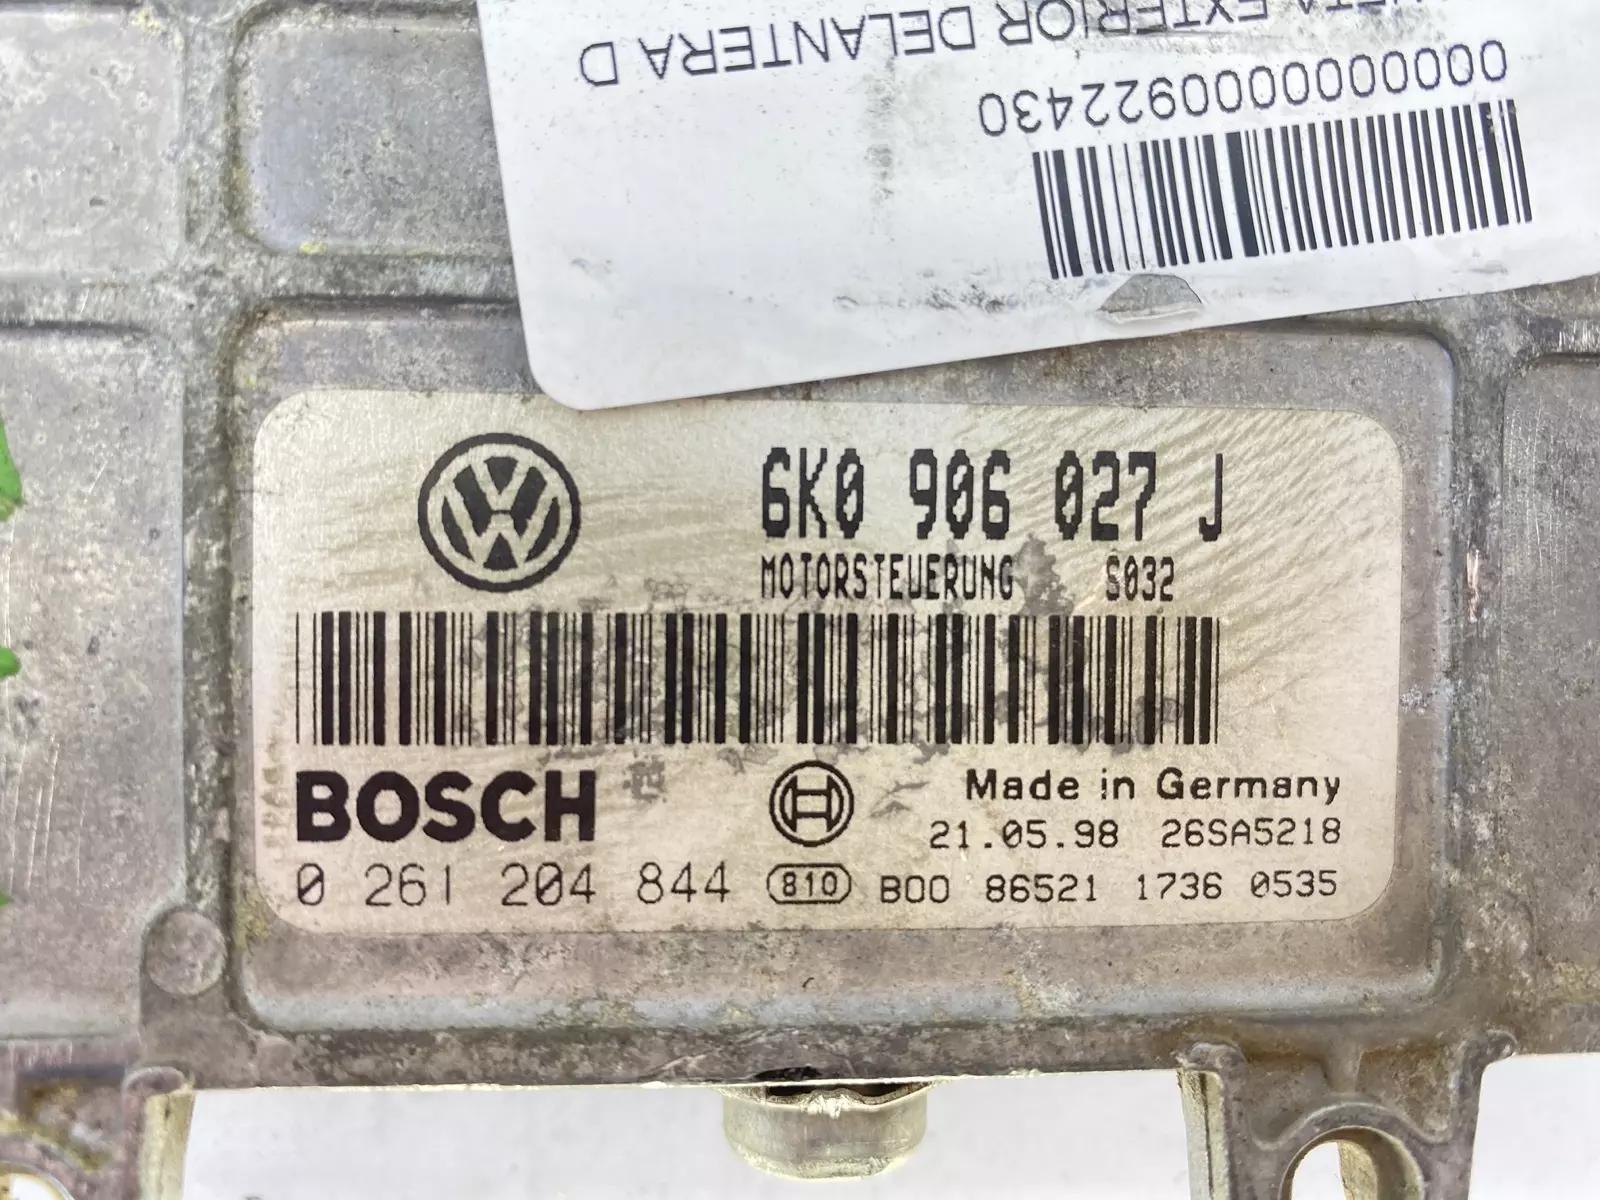 EXTERIOR DELANTERA D
0000000000922430
6K0 906 027 J
MOTORSTEUERUNG S032
BOSCH
Made in Germany
21.05.98 26SA5218
0 261 204 844 810 B00 86521 1736 0535